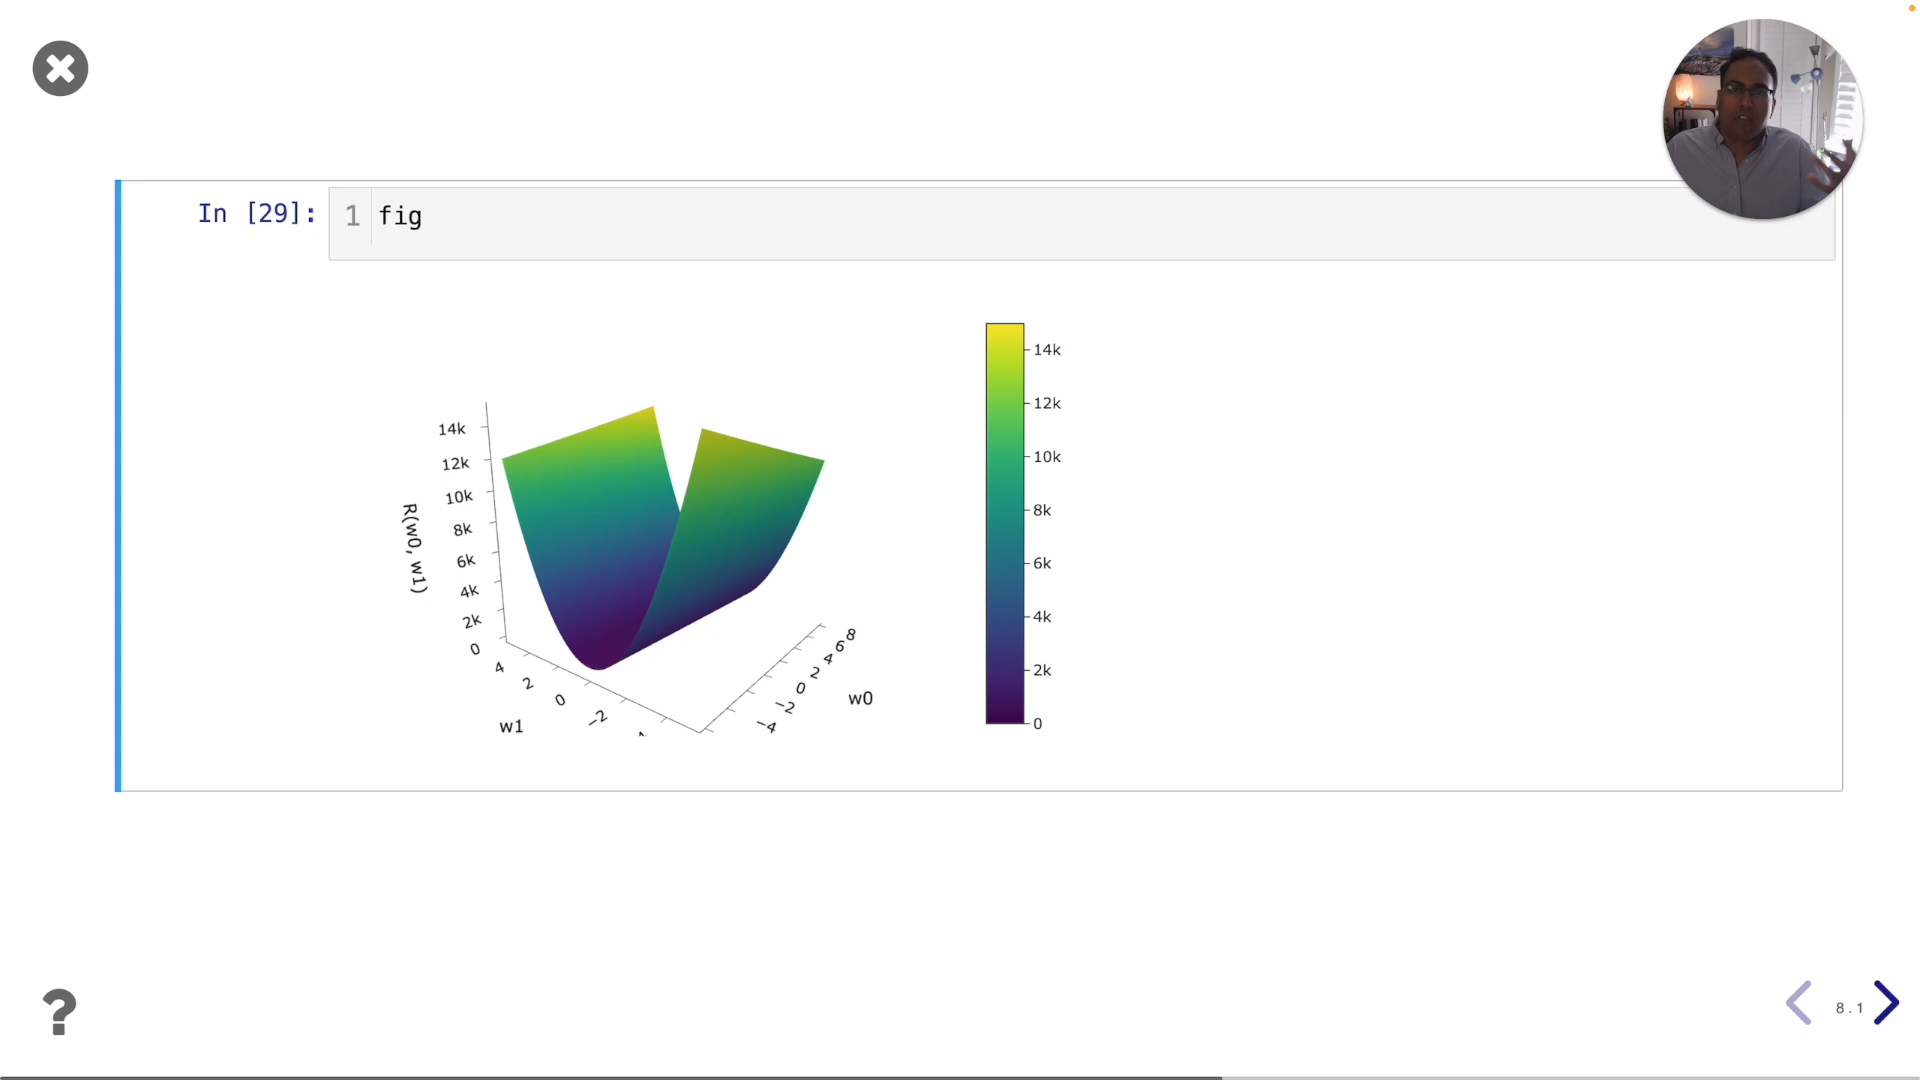 In [29]:
1 fig
14k
12k
10k
8k
6k
4k
2k
0
R(w0, w1)
4
2
0
−2
w1
8
6
4
2
0
−2
−4
w0
14k
12k
10k
8k
6k
4k
2k
0
?
8.1